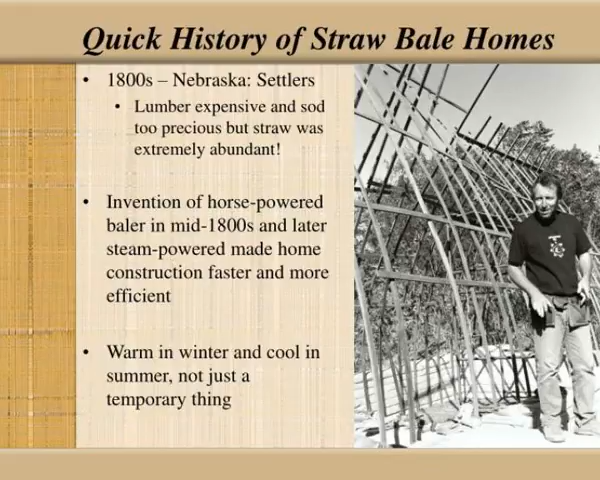 Quick History of Straw Bale Homes
• 1800s – Nebraska: Settlers
• Lumber expensive and sod
too precious but straw was
extremely abundant!
• Invention of horse-powered
baler in mid-1800s and later
steam-powered made home
construction faster and more
efficient
• Warm in winter and cool in
summer, not just a
temporary thing